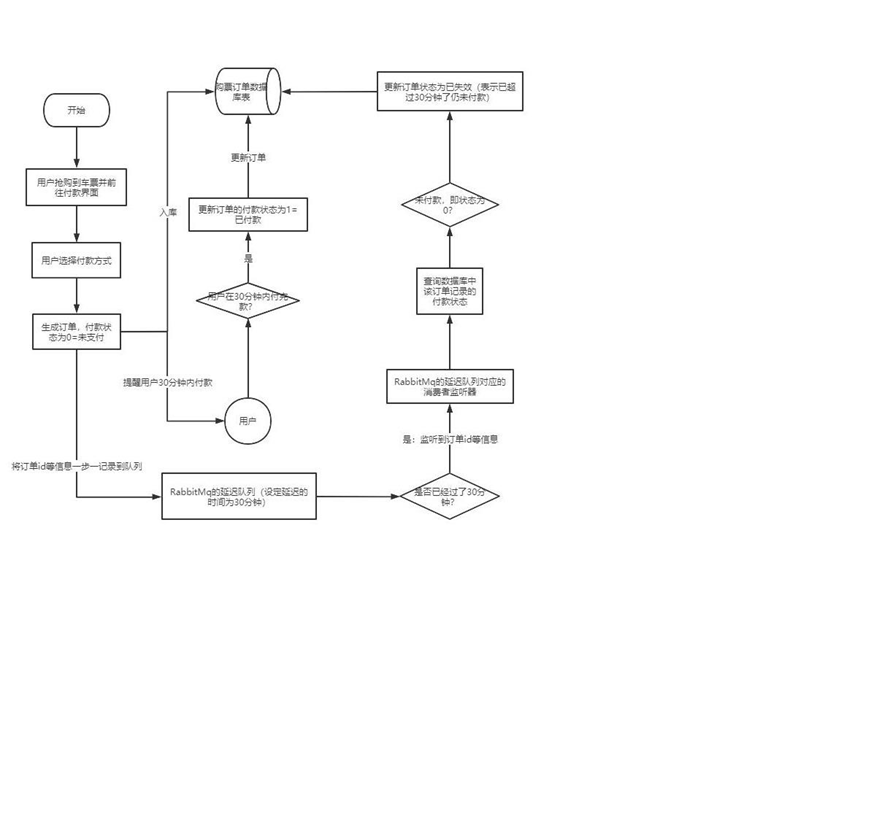 开始
用户抢购到车票并前
往付款界面
用户选择付款方式
生成订单，付款状
态为0=未支付
将订单id等信息一步一记录到队列
入库
提醒用户30分钟内付款
购票订单数据
库表
更新订单
更新订单的付款状态为1=
已付款
是
用户在30分钟内付完
款？
用户
RabbitMq的延迟队列（设定延迟的
时间为30分钟）
更新订单状态为已失效（表示已超
过30分钟了仍未付款）
未付款，即状态为
0？
查询数据库中
该订单记录的
付款状态
RabbitMq的延迟队列对应的
消费者监听器
是：监听到订单id等信息
是否已经过了30分
钟？